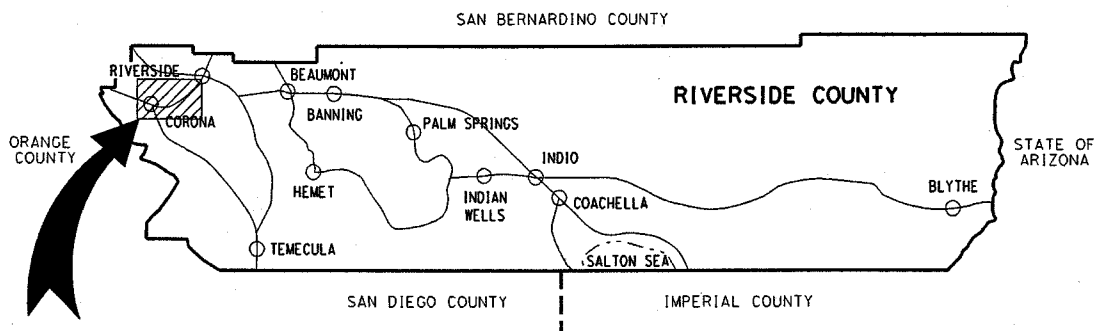 SAN BERNARDINO COUNTY
RIVERSIDE
BEAUMONT
RIVERSIDE COUNTY
BANNING
CORONA
PALM SPRINGS
ORANGE
COUNTY
STATE OF
ARIZONA
INDIO
HEMET
INDIAN
WELLS
BLYTHE
COACHELLA
TEMECULA
SALTON SEA
SAN DIEGO COUNTY
IMPERIAL COUNTY